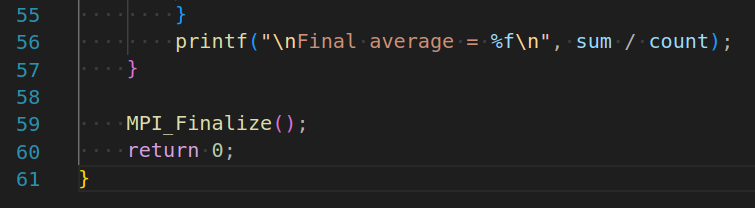 55 }
56 printf("\nFinal average = %f\n", sum / count);
57 }
58
59 MPI_Finalize();
60 return 0;
61 }